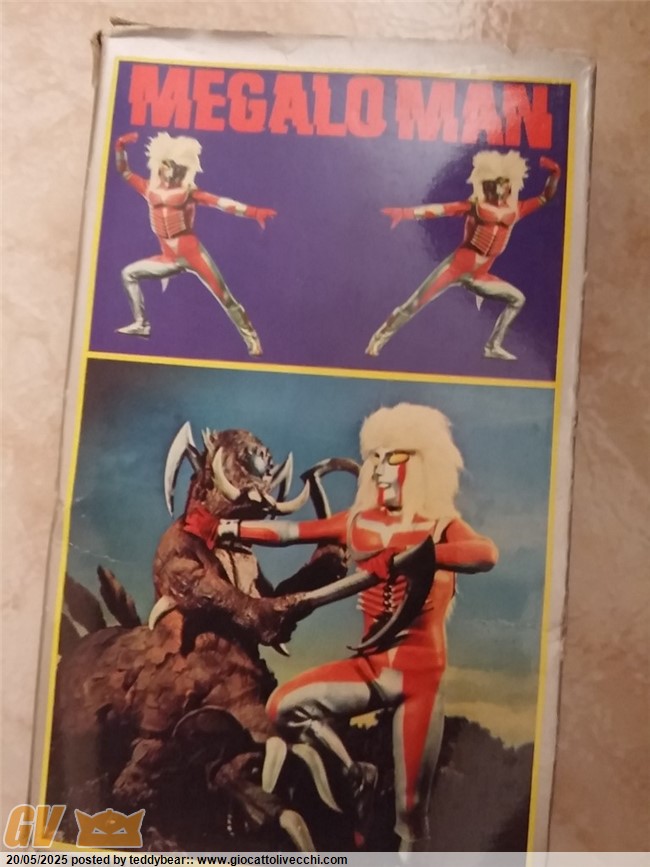 MEGALO MAN
GV
20/05/2025 posted by teddybear:: www.giocattolivecchi.com